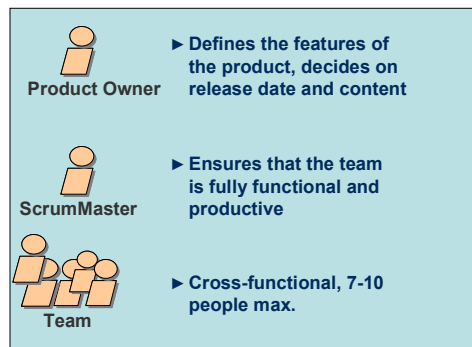 ► Defines the features of
the product, decides on
release date and content
Product Owner
► Ensures that the team
is fully functional and
productive
ScrumMaster
► Cross-functional, 7-10
people max.
Team